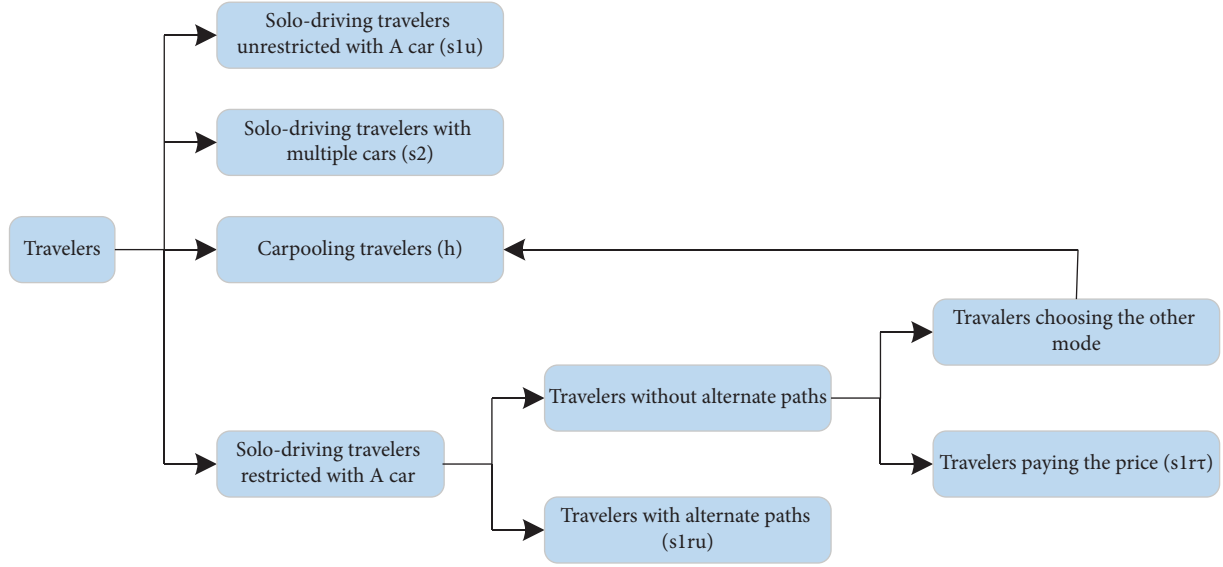 Solo-driving travelers
unrestricted with A car (s1u)
Solo-driving travelers with
multiple cars (s2)
Travelers
Carpooling travelers (h)
Travalers choosing the other
mode
Travelers without alternate paths
Solo-driving travelers
restricted with A car
Travelers paying the price (s1rτ)
Travelers with alternate paths
(s1ru)